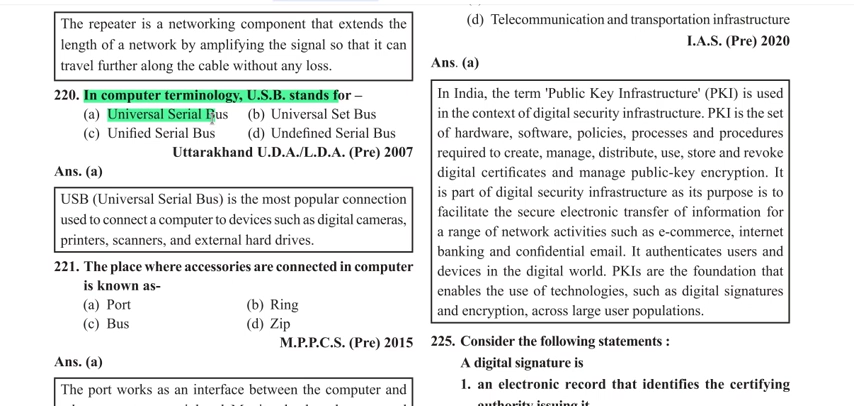 The repeater is a networking component that extends the
length of a network by amplifying the signal so that it can
travel further along the cable without any loss.
220. In computer terminology, U.S.B. stands for –
(a) Universal Serial Bus (b) Universal Set Bus
(c) Unified Serial Bus (d) Undefined Serial Bus
Uttarakhand U.D.A./L.D.A. (Pre) 2007
Ans. (a)
USB (Universal Serial Bus) is the most popular connection
used to connect a computer to devices such as digital cameras,
printers, scanners, and external hard drives.
221. The place where accessories are connected in computer
is known as-
(a) Port (b) Ring
(c) Bus (d) Zip
M.P.P.C.S. (Pre) 2015
Ans. (a)
The port works as an interface between the computer and
(d) Telecommunication and transportation infrastructure
I.A.S. (Pre) 2020
Ans. (a)
In India, the term 'Public Key Infrastructure' (PKI) is used
in the context of digital security infrastructure. PKI is the set
of hardware, software, policies, processes and procedures
required to create, manage, distribute, use, store and revoke
digital certificates and manage public-key encryption. It
is part of digital security infrastructure as its purpose is to
facilitate the secure electronic transfer of information for
a range of network activities such as e-commerce, internet
banking and confidential email. It authenticates users and
devices in the digital world. PKIs are the foundation that
enables the use of technologies, such as digital signatures
and encryption, across large user populations.
225. Consider the following statements :
A digital signature is
1. an electronic record that identifies the certifying
authority issuing it